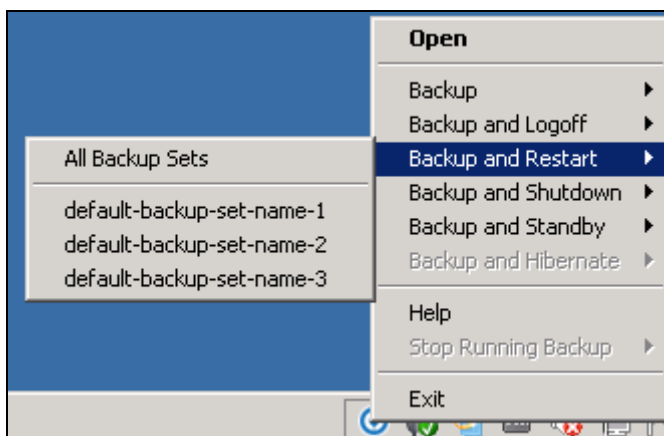 Open
Backup
Backup and Logoff
Backup and Restart
Backup and Shutdown
Backup and Standby
Backup and Hibernate
Help
Stop Running Backup
Exit
All Backup Sets
default-backup-set-name-1
default-backup-set-name-2
default-backup-set-name-3